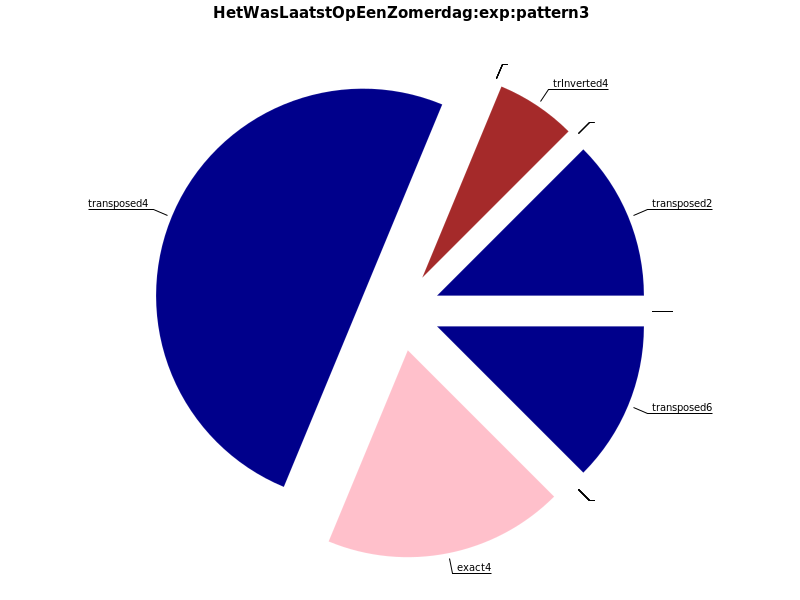 HetWasLaatstOpEenZomerdag:exp:pattern3
trInverted4
transposed4
transposed2
transposed6
exact4